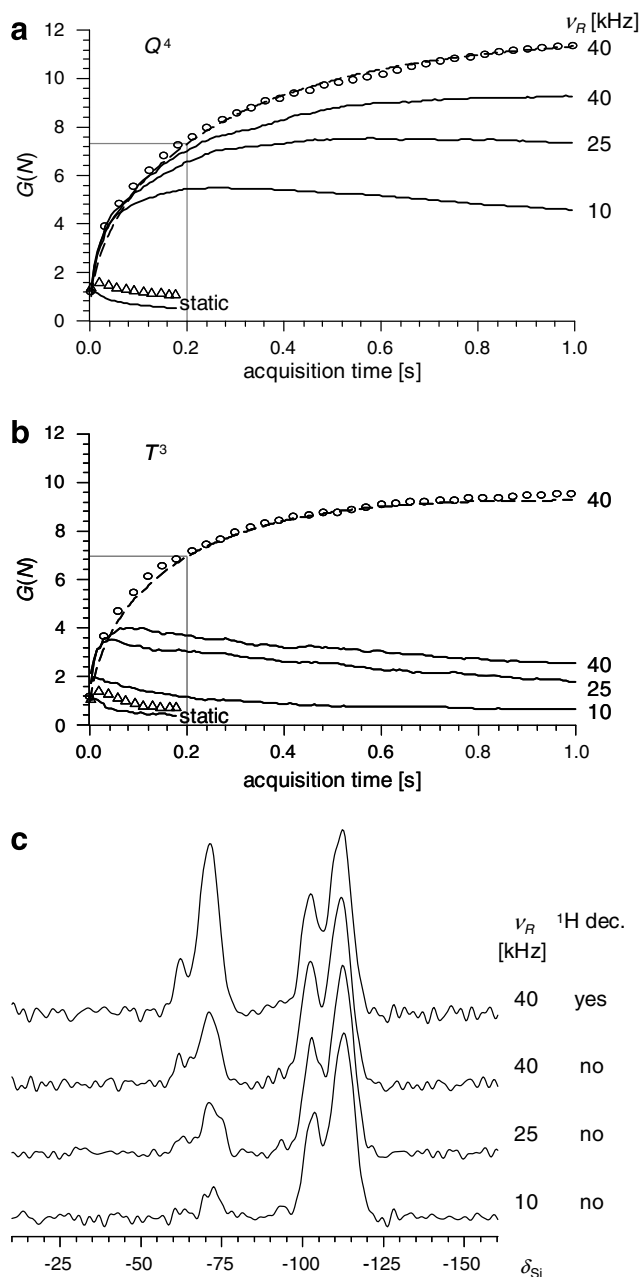 a
Q4
νR [kHz]
12
10
8
6
4
2
0
G(N)
40
40
25
10
static
0.0 0.2 0.4 0.6 0.8 1.0
acquisition time [s]
b
T3
12
10
8
6
4
2
0
G(N)
40
40
25
10
static
0.0 0.2 0.4 0.6 0.8 1.0
acquisition time [s]
c
νR 1H dec.
[kHz]
40 yes
40 no
25 no
10 no
-25 -50 -75 -100 -125 -150 δSi